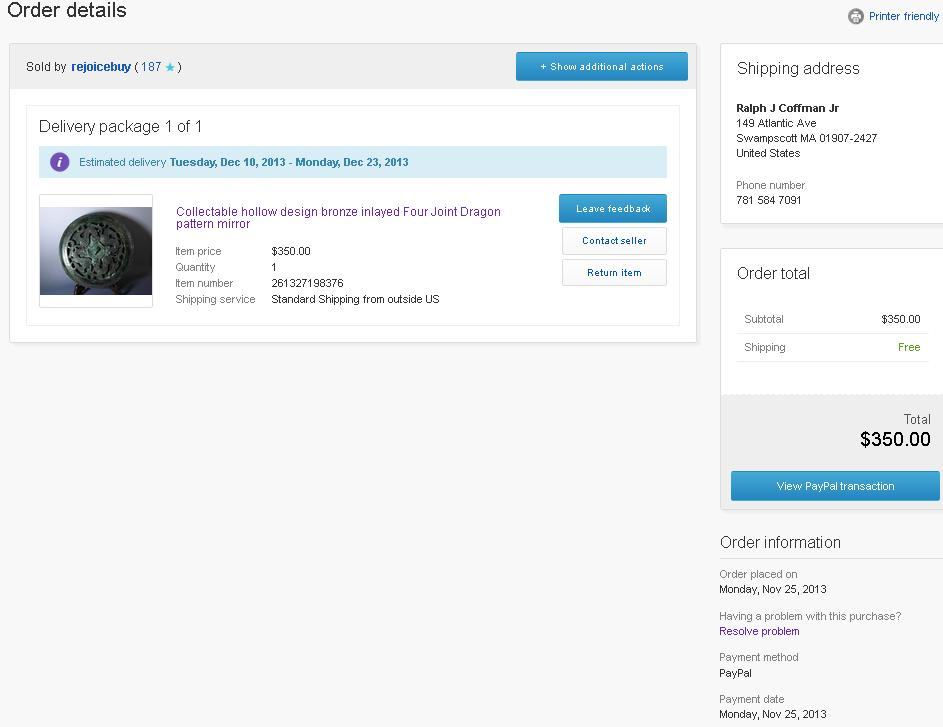 Order details
Printer friendly
Sold by rejoicebuy ( 187 ★ )
+ Show additional actions
Delivery package 1 of 1
i Estimated delivery Tuesday, Dec 10, 2013 - Monday, Dec 23, 2013
Collectable hollow design bronze inlayed Four Joint Dragon
pattern mirror
Item price $350.00
Quantity 1
Item number 261327198376
Shipping service Standard Shipping from outside US
Leave feedback
Contact seller
Return item
Shipping address
Ralph J Coffman Jr
149 Atlantic Ave
Swampscott MA 01907-2427
United States
Phone number
781 584 7091
Order total
Subtotal $350.00
Shipping Free
Total
$350.00
View PayPal transaction
Order information
Order placed on
Monday, Nov 25, 2013
Having a problem with this purchase?
Resolve problem
Payment method
PayPal
Payment date
Monday, Nov 25, 2013